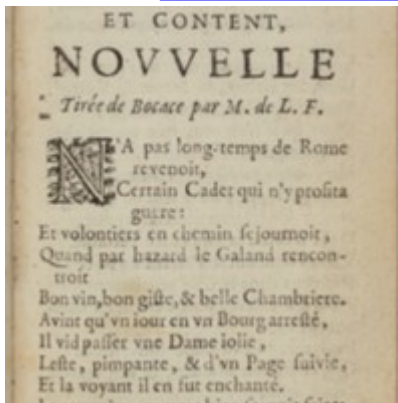 ET CONTENT,
NOVVELLE
Tirée de Bocace par M. de L. F.
N'A pas long-temps de Rome
revenoit,
Certain Cadet qui n'y profita
guere :
Et volontiers en chemin sejournoit,
Quand par hazard le Galand rencon-
troit
Bon vin, bon giste, & belle Chambriere.
Avint qu'vn iour en vn Bourg arresté,
Il vid passer vne Dame iolie,
Leste, pimpante, & d'vn Page suivie,
Et la voyant il en fut enchanté.